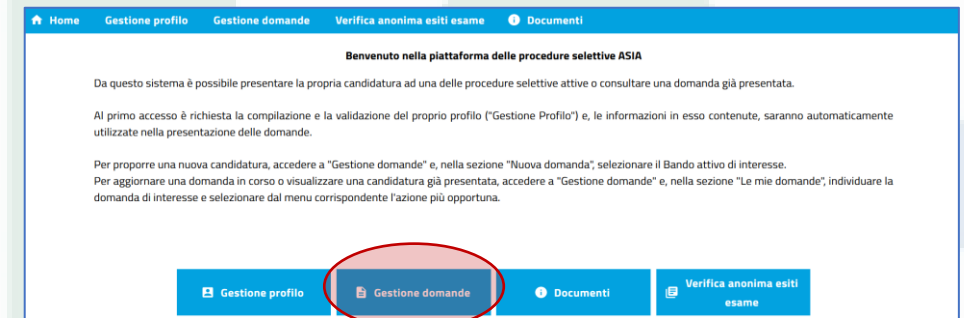 Home Gestione profilo Gestione domande Verifica anonima esiti esame Documenti
Benvenuto nella piattaforma delle procedure selettive ASIA
Da questo sistema è possibile presentare la propria candidatura ad una delle procedure selettive attive o consultare una domanda già presentata.
Al primo accesso è richiesta la compilazione e la validazione del proprio profilo ("Gestione Profilo") e, le informazioni in esso contenute, saranno automaticamente
utilizzate nella presentazione delle domande.
Per proporre una nuova candidatura, accedere a "Gestione domande" e, nella sezione "Nuova domanda", selezionare il Bando attivo di interesse.
Per aggiornare una domanda in corso o visualizzare una candidatura già presentata, accedere a "Gestione domande" e, nella sezione "Le mie domande", individuare la
domanda di interesse e selezionare dal menu corrispondente l'azione più opportuna.
Gestione profilo
Gestione domande
Documenti
Verifica anonima esiti
esame